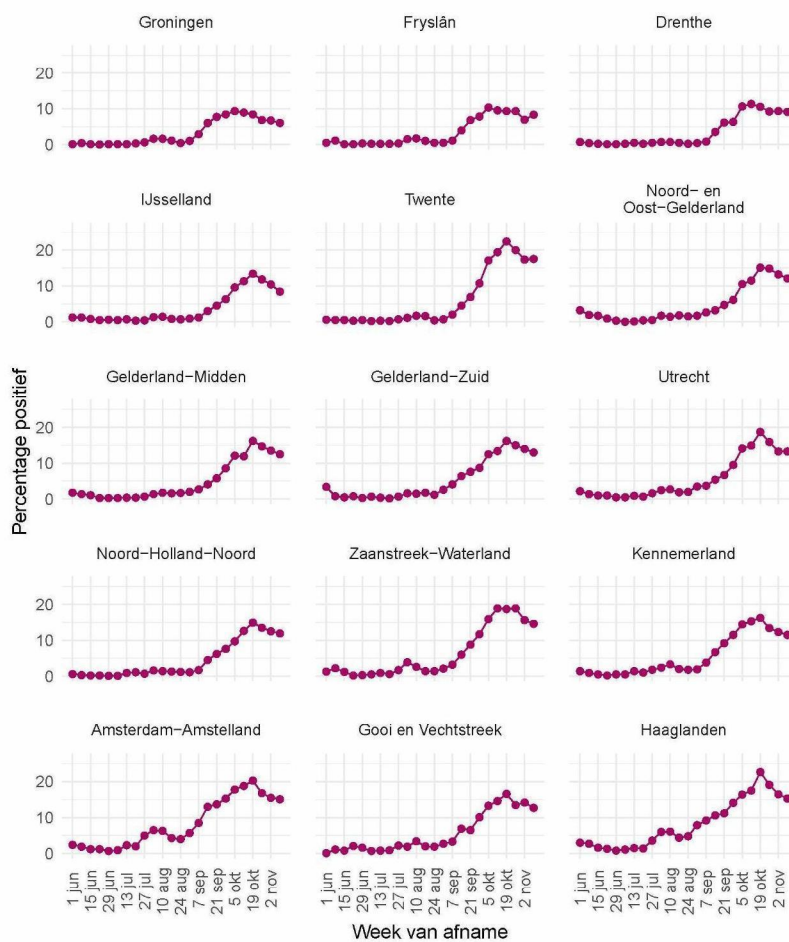 Groningen
Fryslân
Drenthe
20
10
0
IJsselland
Twente
Noord- en
Oost-Gelderland
20
10
0
Gelderland-Midden
Gelderland-Zuid
Utrecht
20
10
0
Noord-Holland-Noord
Zaanstreek-Waterland
Kennemerland
20
10
0
Amsterdam-Amstelland
Gooi en Vechtstreek
Haaglanden
20
10
0
Percentage positief
1 jun
15 jun
29 jun
13 jul
27 jul
10 aug
24 aug
7 sep
21 sep
5 okt
19 okt
2 nov
1 jun
15 jun
29 jun
13 jul
27 jul
10 aug
24 aug
7 sep
21 sep
5 okt
19 okt
2 nov
1 jun
15 jun
29 jun
13 jul
27 jul
10 aug
24 aug
7 sep
21 sep
5 okt
19 okt
2 nov
Week van afname